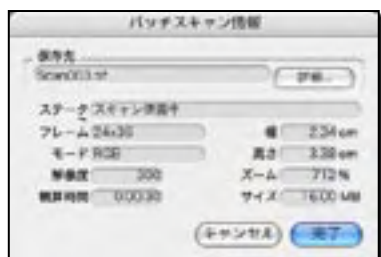 バッチスキャン情報
保存先
Scan003.tif
詳細...
ステータス スキャン準備中
フレーム 24x36 幅 2.34 cm
モード RGB 高さ 3.38 cm
解像度 300 ズーム 712 %
概算時間 0:00:30 サイズ 16.00 MB
キャンセル 完了